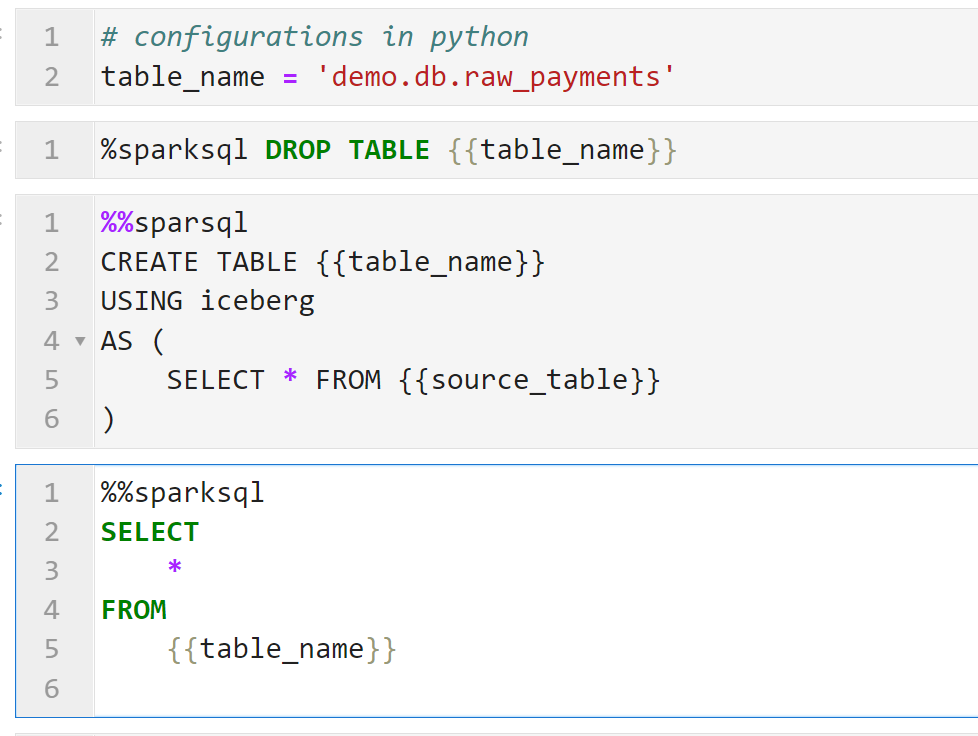 1 # configurations in python
2 table_name = 'demo.db.raw_payments'
1 %sparksql DROP TABLE {{table_name}}
1 %%sparsql
2 CREATE TABLE {{table_name}}
3 USING iceberg
4 AS (
5 SELECT * FROM {{source_table}}
6 )
1 %%sparksql
2 SELECT
3 *
4 FROM
5 {{table_name}}
6